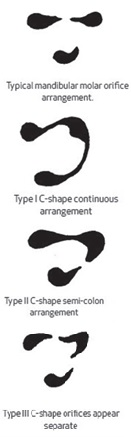 Typical mandibular molar orifice
arrangement.
Type I C-shape continuous
arrangement
Type II C-shape semi-colon
arrangement
Type III C-shape orifices appear
separate